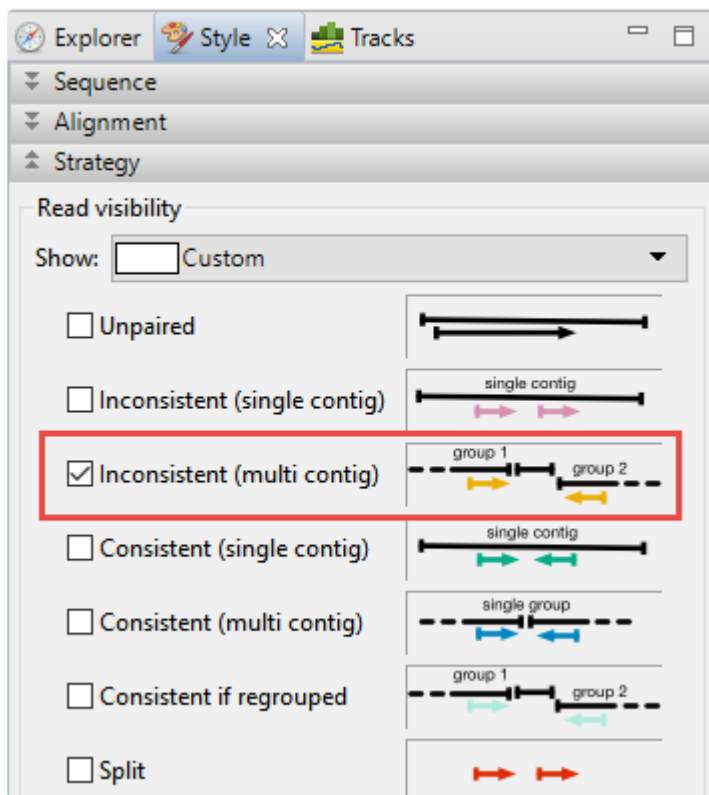 Explorer Style Tracks
Sequence
Alignment
Strategy
Read visibility
Show: Custom
Unpaired
Inconsistent (single contig) single contig
Inconsistent (multi contig) group 1 group 2
Consistent (single contig) single contig
Consistent (multi contig) single group
Consistent if regrouped group 1 group 2
Split